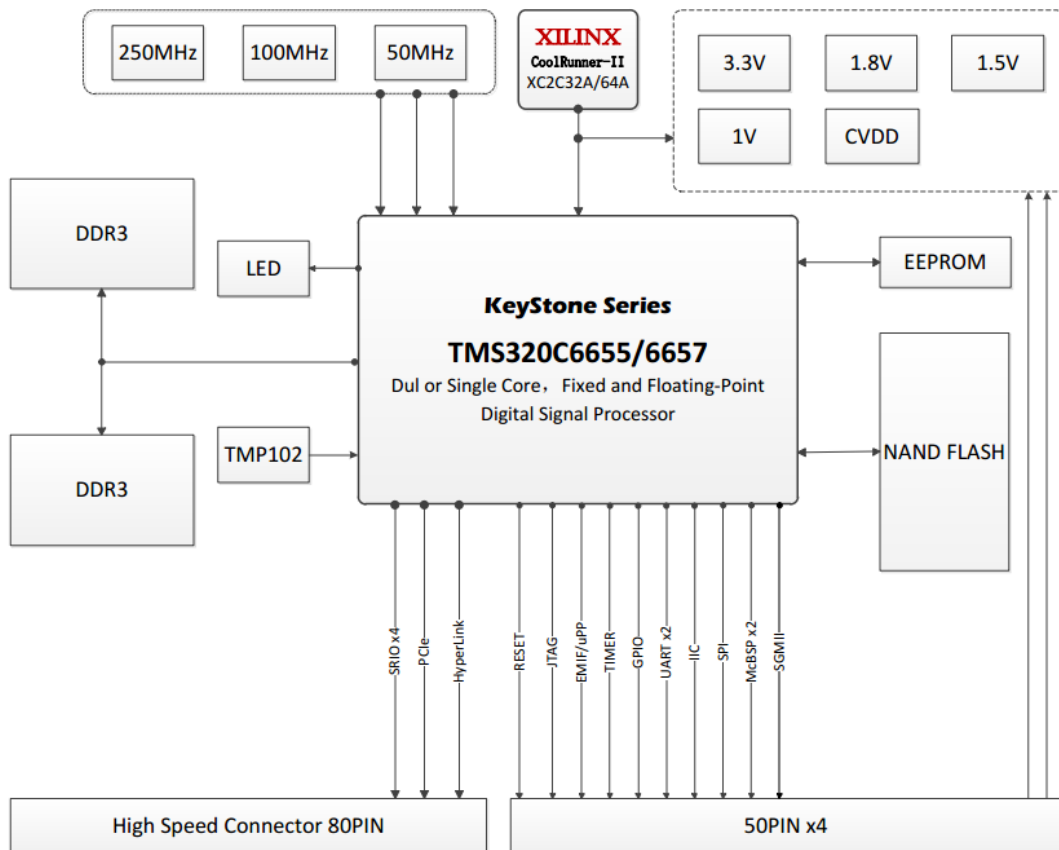 250MHz
100MHz
50MHz
XILINX
CoolRunner-II
XC2C32A/64A
3.3V
1.8V
1.5V
1V
CVDD
DDR3
LED
EEPROM
KeyStone Series
TMS320C6655/6657
Dul or Single Core，Fixed and Floating-Point
Digital Signal Processor
DDR3
TMP102
NAND FLASH
SRIO x4
PCIe
HyperLink
RESET
JTAG
EMIF/uPP
TIMER
GPIO
UART x2
IIC
SPI
McBSP x2
SGMII
High Speed Connector 80PIN
50PIN x4